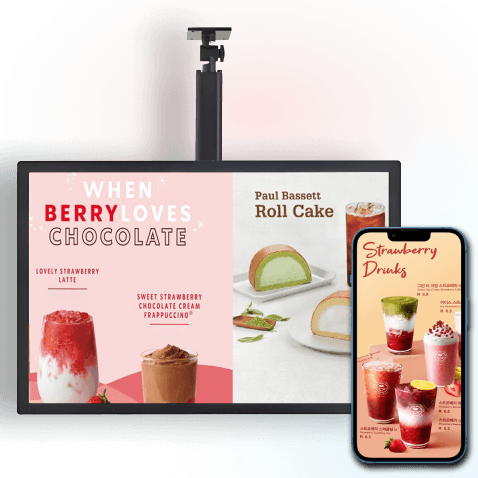 WHEN
BERRY LOVES
CHOCOLATE
LOVELY STRAWBERRY
LATTE
SWEET STRAWBERRY
CHOCOLATE CREAM
FRAPPUCCINO®
Paul Bassett
Roll Cake
Strawberry
Drinks